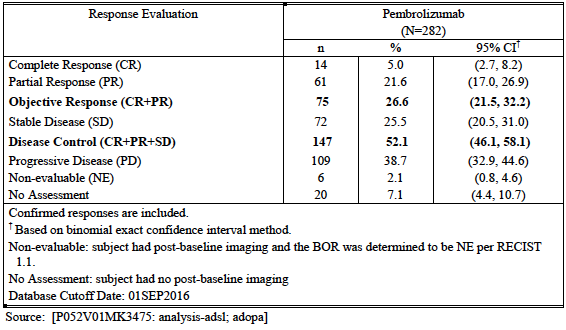 Response Evaluation Pembrolizumab
(N=282)
n % 95% CI†
Complete Response (CR) 14 5.0 (2.7, 8.2)
Partial Response (PR) 61 21.6 (17.0, 26.9)
Objective Response (CR+PR) 75 26.6 (21.5, 32.2)
Stable Disease (SD) 72 25.5 (20.5, 31.0)
Disease Control (CR+PR+SD) 147 52.1 (46.1, 58.1)
Progressive Disease (PD) 109 38.7 (32.9, 44.6)
Non-evaluable (NE) 6 2.1 (0.8, 4.6)
No Assessment 20 7.1 (4.4, 10.7)
Confirmed responses are included.
† Based on binomial exact confidence interval method.
Non-evaluable: subject had post-baseline imaging and the BOR was determined to be NE per RECIST
1.1.
No Assessment: subject had no post-baseline imaging
Database Cutoff Date: 01SEP2016
Source: [P052V01MK3475: analysis-adsl; adopa]